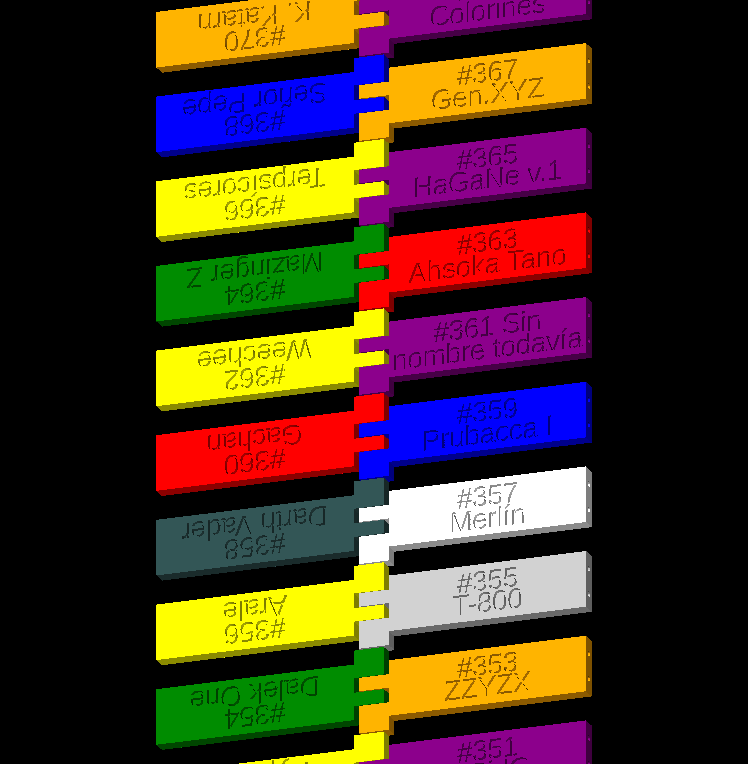 #370
K. Katarn
Colorines
#368
Señor Pepe
#367
Gen.XYZ
#366
Terpsícores
#365
HaGaNe v.1
#364
Mazinger Z
#363
Ahsoka Tano
#362
Weechee
#361 Sin
nombre todavía
#360
Gachan
#359
Prubacca I
#358
Darth Vader
#357
Merlín
#356
Arale
#355
T-800
#354
Dalek One
#353
ZZYZX
#351